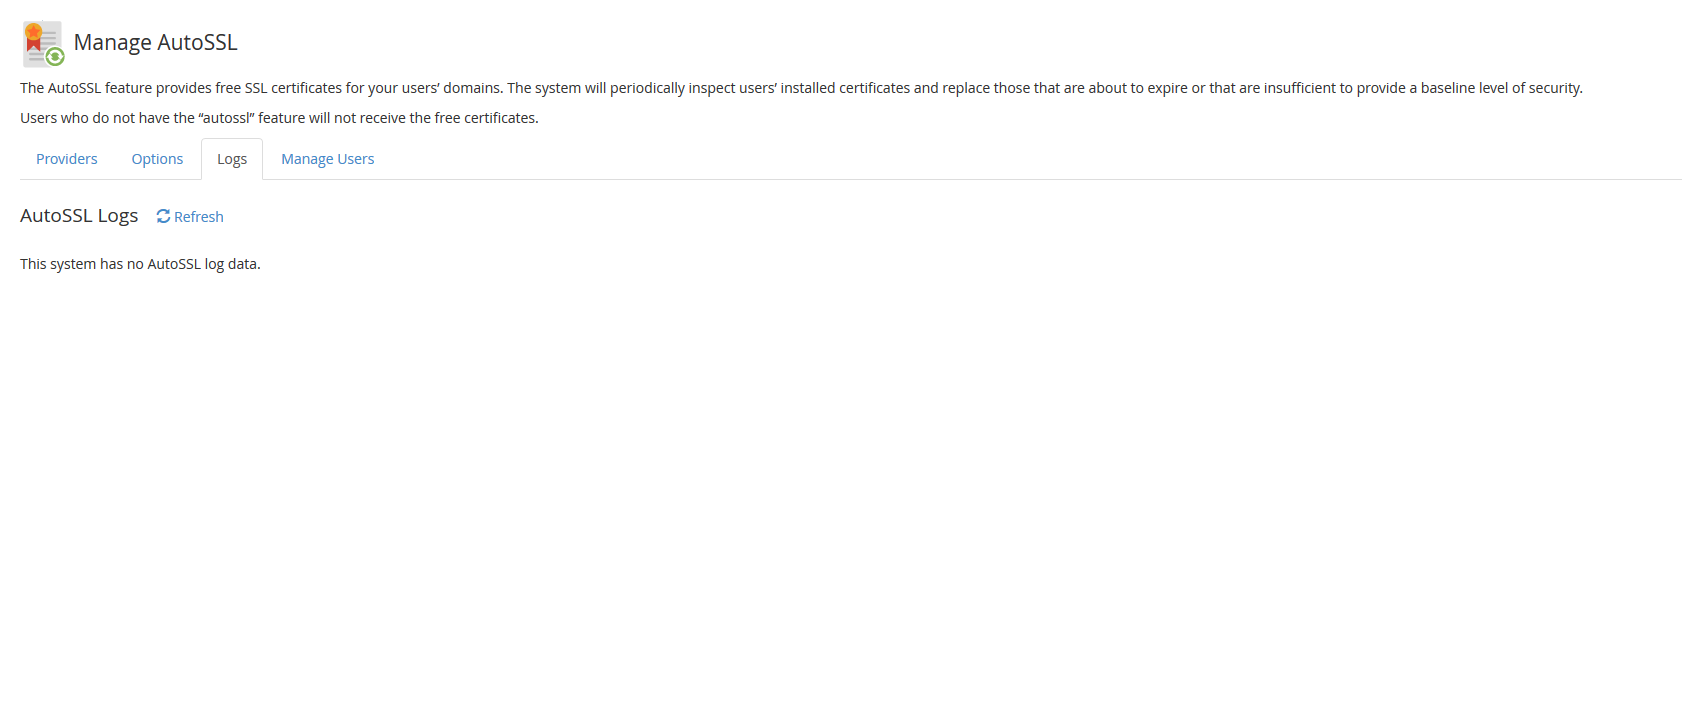 Manage AutoSSL
The AutoSSL feature provides free SSL certificates for your users’ domains. The system will periodically inspect users’ installed certificates and replace those that are about to expire or that are insufficient to provide a baseline level of security.
Users who do not have the “autossl” feature will not receive the free certificates.
Providers Options Logs Manage Users
AutoSSL Logs Refresh
This system has no AutoSSL log data.